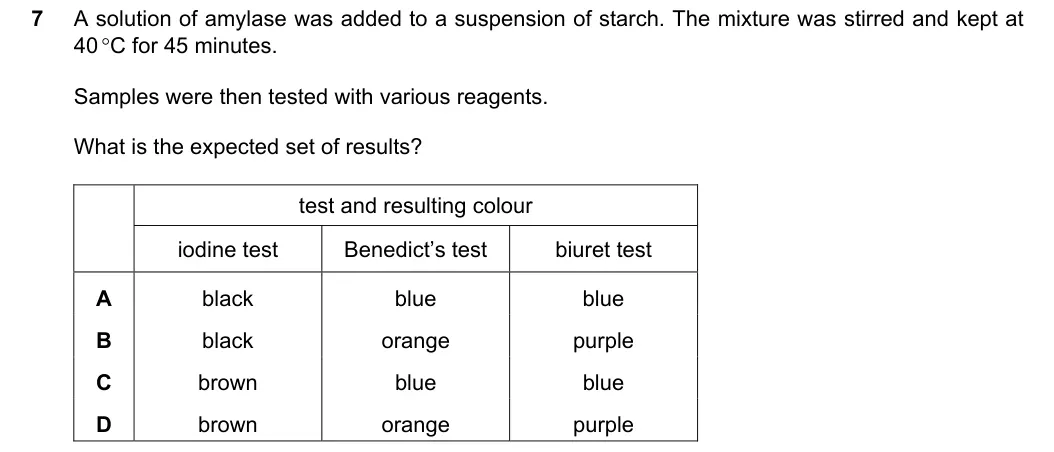 7 A solution of amylase was added to a suspension of starch. The mixture was stirred and kept at
40 °C for 45 minutes.
Samples were then tested with various reagents.
What is the expected set of results?
test and resulting colour
iodine test Benedict's test biuret test
A black blue blue
B black orange purple
C brown blue blue
D brown orange purple